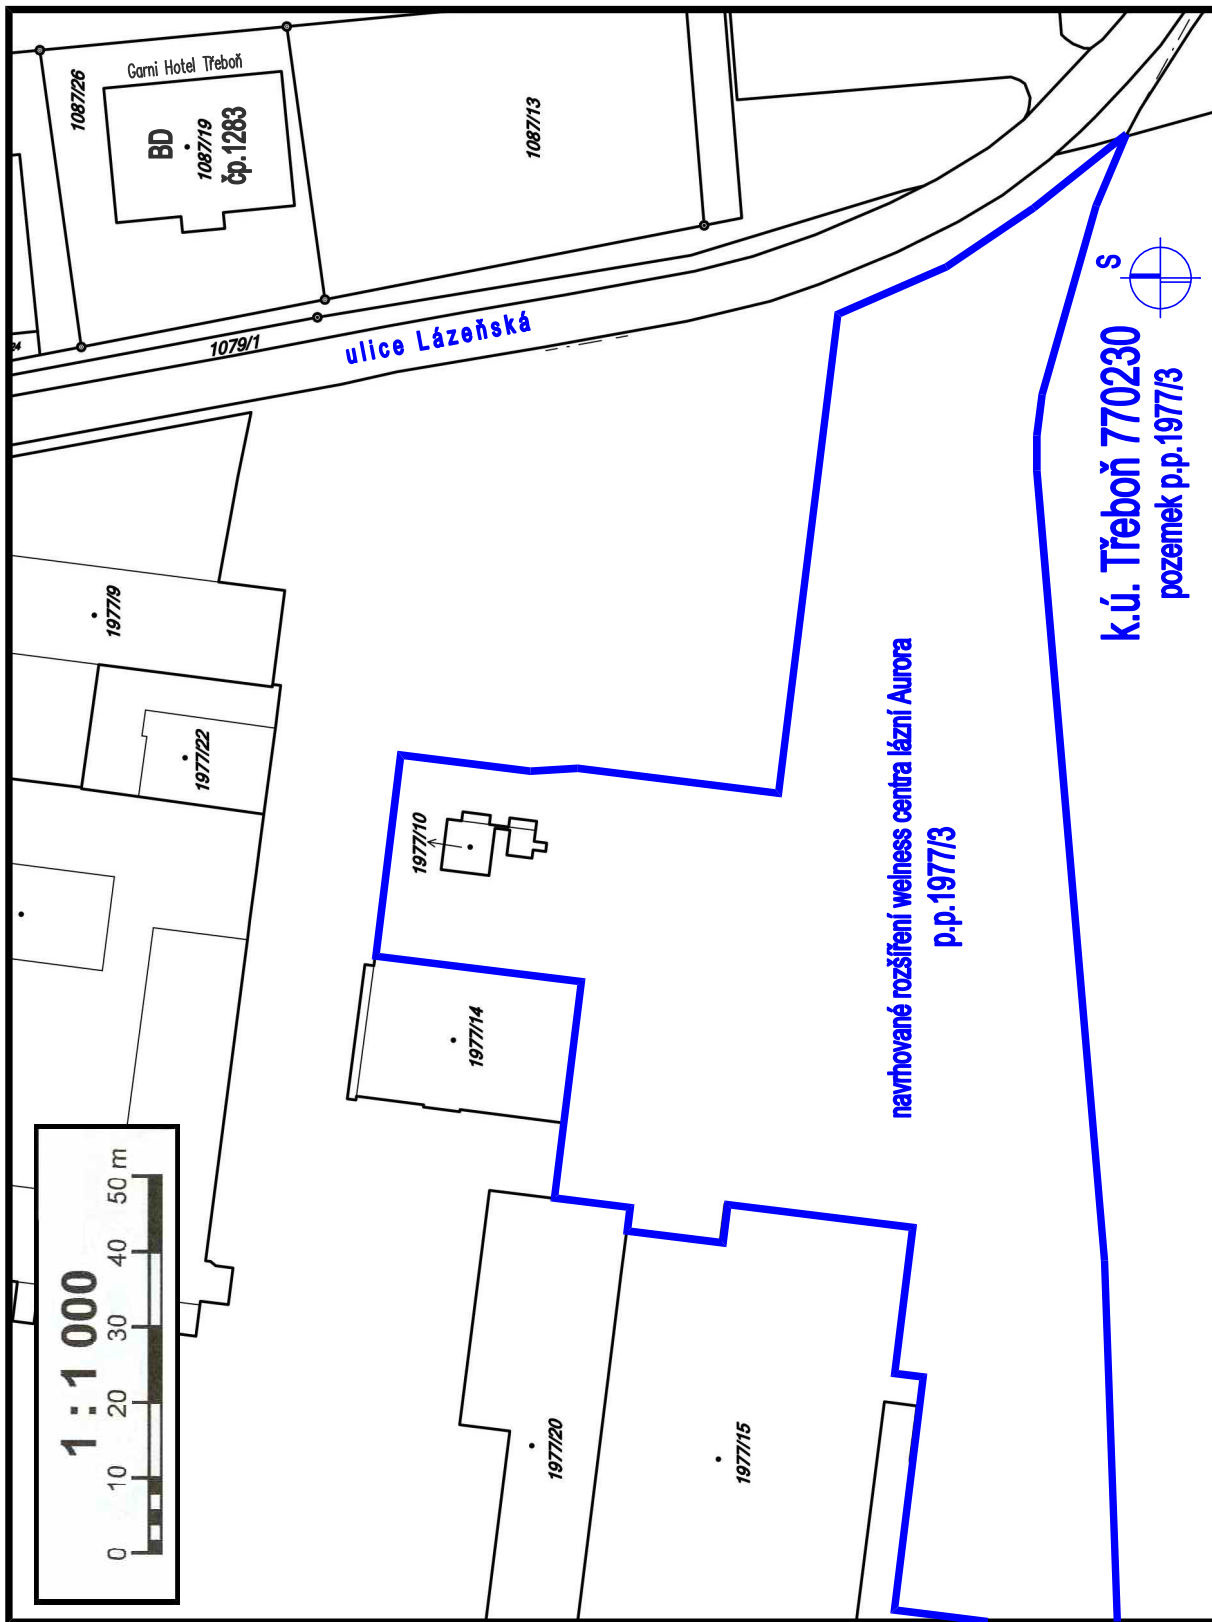 Garni Hotel Třeboň
1087/26
BD
1087/19
čp.1283
1087/13
24
1079/1
ulice Lázeňská
S
k.ú. Třeboň 770230
pozemek p.p.1977/3
1977/9
1977/22
1977/10
navrhované rozšíření welness centra lázní Aurora
p.p.1977/3
1977/14
1 : 1 000
0 10 20 30 40 50 m
1977/20
1977/15